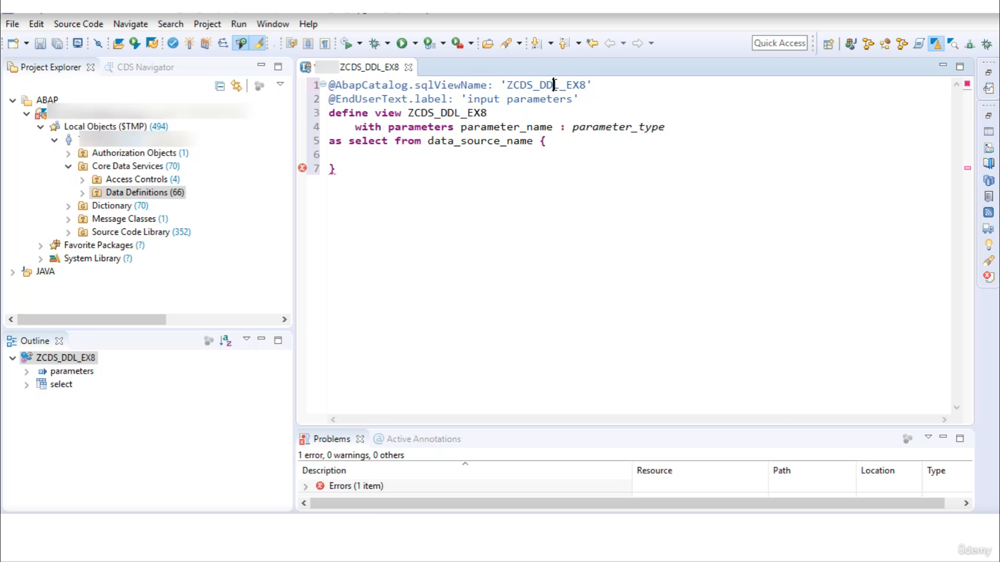 File Edit Source Code Navigate Search Project Run Window Help
Quick Access
Project Explorer CDS Navigator
ABAP
Local Objects ($TMP) (494)
Authorization Objects (1)
Core Data Services (70)
Access Controls (4)
Data Definitions (66)
Dictionary (70)
Message Classes (1)
Source Code Library (352)
Favorite Packages (?)
System Library (?)
JAVA
Outline
ZCDS_DDL_EX8
parameters
select
ZCDS_DDL_EX8
1 @AbapCatalog.sqlViewName: 'ZCDS_DDL_EX8'
2 @EndUserText.label: 'input parameters'
3 define view ZCDS_DDL_EX8
4 with parameters parameter_name : parameter_type
5 as select from data_source_name {
6
7 }
Problems Active Annotations
1 error, 0 warnings, 0 others
Description Resource Path Location Type
Errors (1 item)
ûdemy